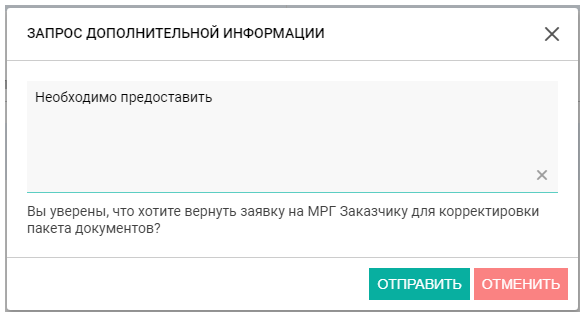 ЗАПРОС ДОПОЛНИТЕЛЬНОЙ ИНФОРМАЦИИ
Необходимо предоставить
Вы уверены, что хотите вернуть заявку на МРГ Заказчику для корректировки
пакета документов?
ОТПРАВИТЬ ОТМЕНИТЬ